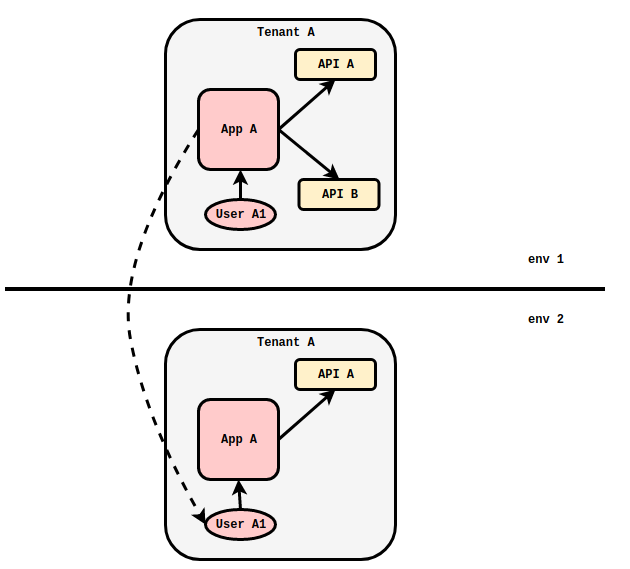 Tenant A
API A
App A
API B
User A1
env 1
env 2
Tenant A
API A
App A
User A1